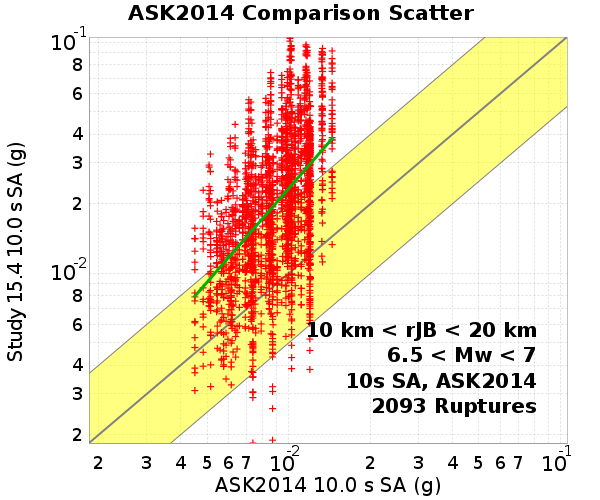 ASK2014 Comparison Scatter
Study 15.4 10.0 s SA (g)
10-1
8
6
4
3
2
10-2
8
6
4
3
2
10 km < rJB < 20 km
6.5 < Mw < 7
10s SA, ASK2014
2093 Ruptures
2 3 4 5 6 7 10-2 2 3 4 5 6 7 10-1
ASK2014 10.0 s SA (g)